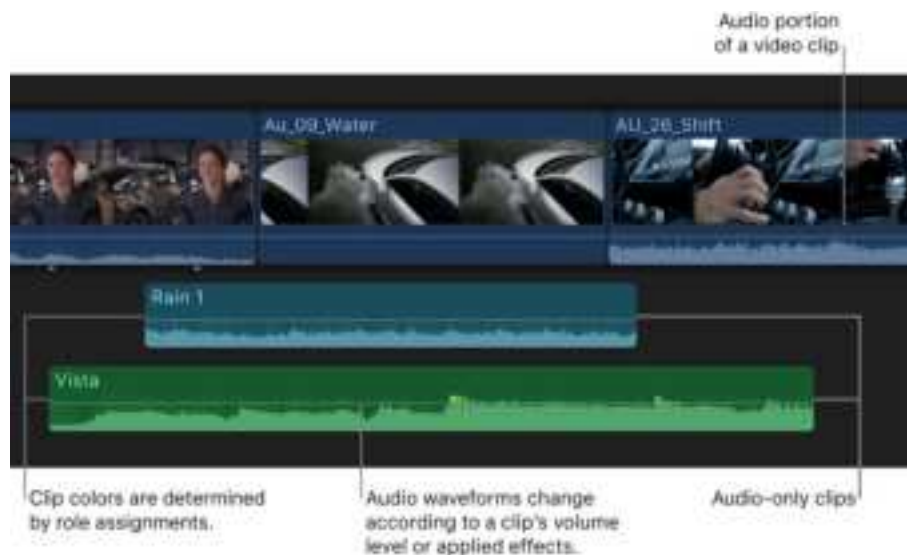 Audio portion
of a video clip
Au_09_Water
AU_26_Shift
Rain 1
Vista
Clip colors are determined
by role assignments.
Audio waveforms change
according to a clip's volume
level or applied effects.
Audio-only clips